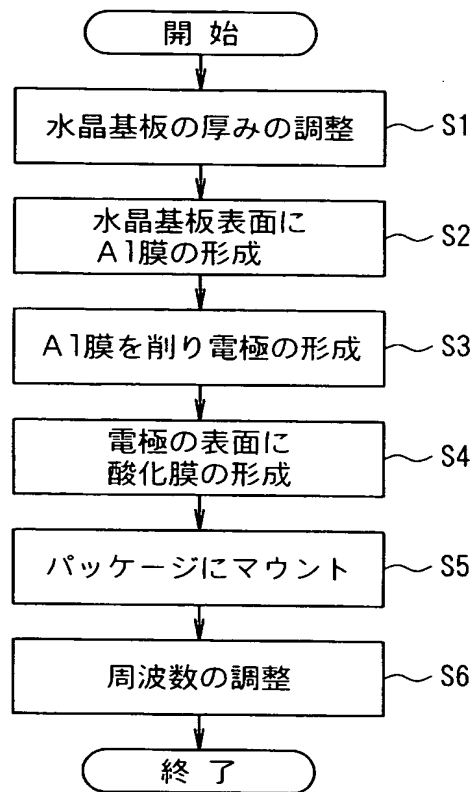 開始
水晶基板の厚みの調整
S1
水晶基板表面に
Al膜の形成
S2
Al膜を削り電極の形成
S3
電極の表面に
酸化膜の形成
S4
パッケージにマウント
S5
周波数の調整
S6
終了